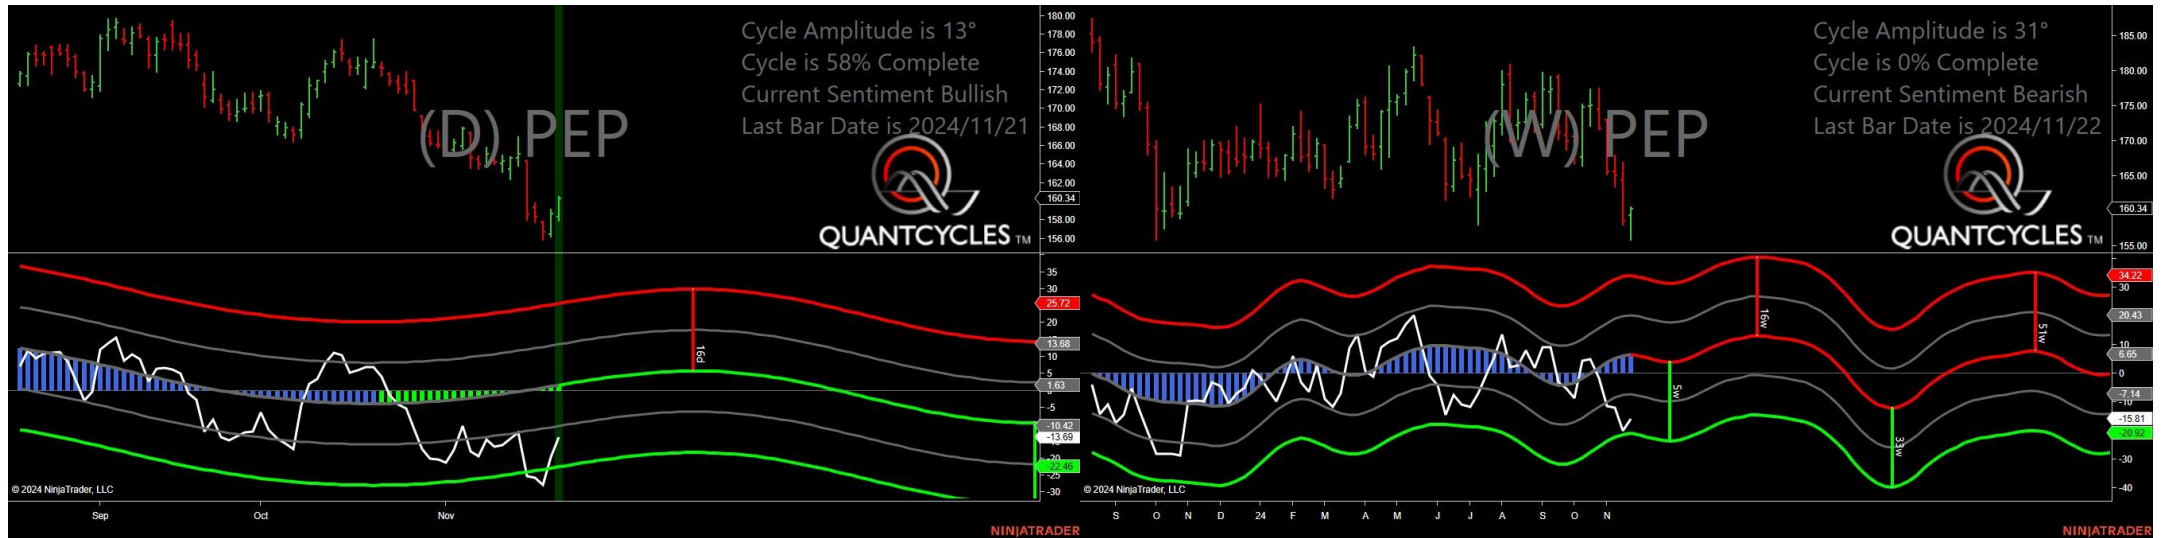 Cycle Amplitude is 13°
Cycle is 58% Complete
Current Sentiment Bullish
Last Bar Date is 2024/11/21
(D) PEP
QUANTCYCLES TM
180.00
178.00
176.00
174.00
172.00
170.00
168.00
166.00
164.00
162.00
160.34
158.00
156.00
35
30
25.72
20
13.68
10
5
1.63
-5
-10.42
-13.69
-22.46
-25
-30
16d
© 2024 NinjaTrader, LLC
Sep
Oct
Nov
NINJATRADER
Cycle Amplitude is 31°
Cycle is 0% Complete
Current Sentiment Bearish
Last Bar Date is 2024/11/22
(W) PEP
QUANTCYCLES TM
185.00
180.00
175.00
170.00
165.00
160.34
155.00
34.22
30
20.43
10
6.65
0
-7.14
-10
-15.81
-20.92
-30
-40
5w
16w
33w
51w
© 2024 NinjaTrader, LLC
S O N D 24 F M A M J J A S O N
NINJATRADER